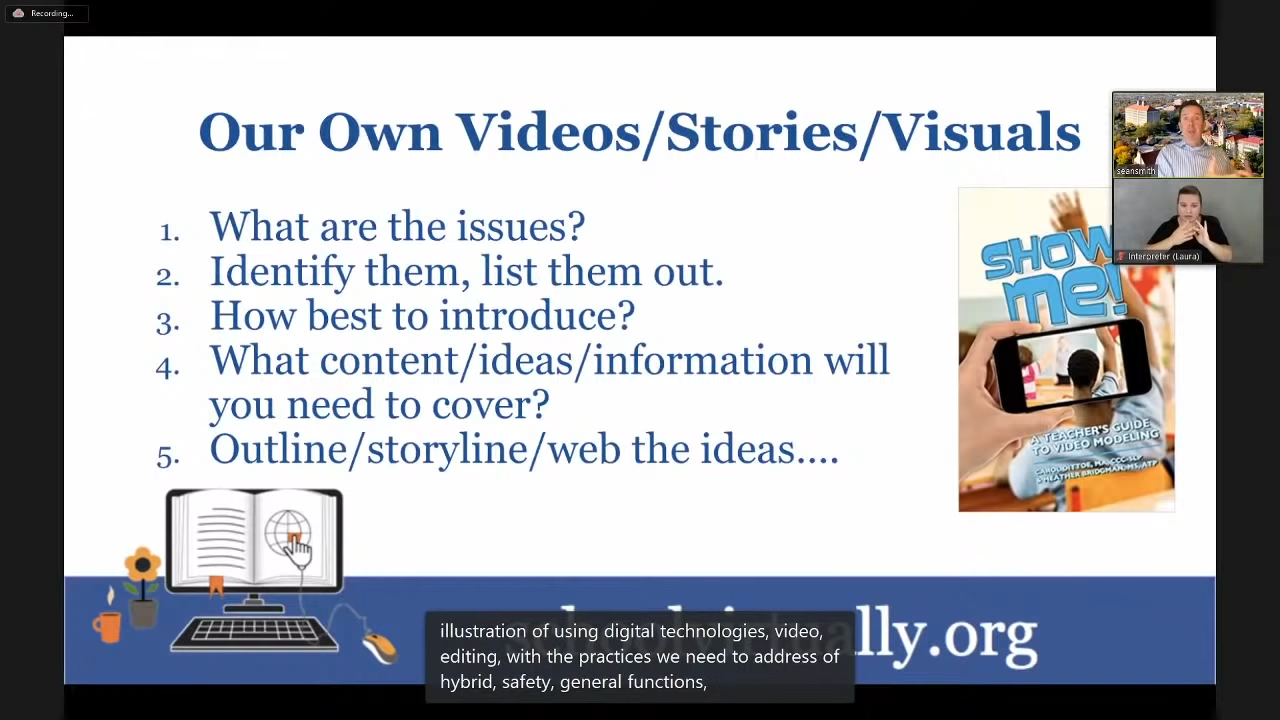 Recording...
Our Own Videos/Stories/Visuals
1. What are the issues?
2. Identify them, list them out.
3. How best to introduce?
4. What content/ideas/information will
you need to cover?
5. Outline/storyline/web the ideas....
seansmith
Interpreter (Laura)
SHOW
me!
A TEACHER'S GUIDE
TO VIDEO MODELING
illustration of using digital technologies, video,
editing, with the practices we need to address of
hybrid, safety, general functions,